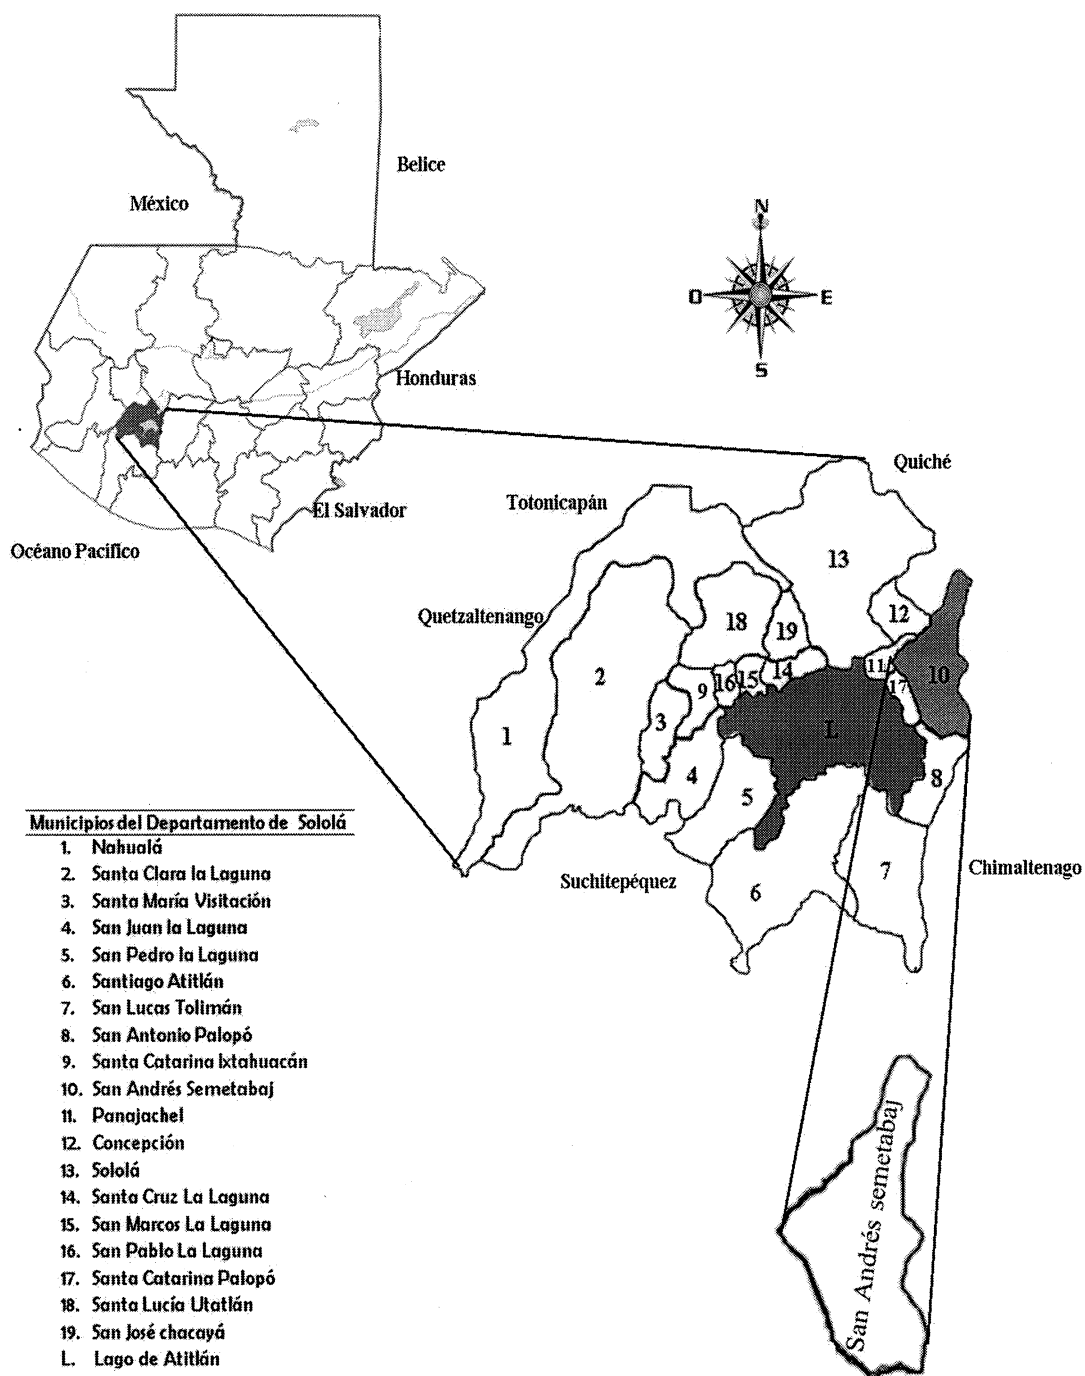 Belice
México
N
O
E
S
Honduras
El Salvador
Océano Pacífico
Quiché
Totonicapán
Quetzaltenango
13
12
18
19
2
11
10
14
9
16
15
17
3
1
L
4
8
5
7
6
Suchitepéquez
Chimaltenago
Municipios del Departamento de Sololá
1. Nahualá
2. Santa Clara la Laguna
3. Santa María Visitación
4. San Juan la Laguna
5. San Pedro la Laguna
6. Santiago Atitlán
7. San Lucas Tolimán
8. San Antonio Palopó
9. Santa Catarina Ixtahuacán
10. San Andrés Semetabaj
11. Panajachel
12. Concepción
13. Sololá
14. Santa Cruz La Laguna
15. San Marcos La Laguna
16. San Pablo La Laguna
17. Santa Catarina Palopó
18. Santa Lucía Utatlán
19. San José chacayá
L. Lago de Atitlán
San Andrés semetabaj